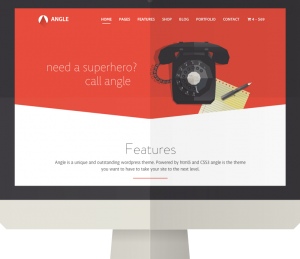 ANGLE HOME PAGES FEATURES SHOP BLOG PORTFOLIO CONTACT
need a superhero?
call angle
Features
Angle is a unique and outstanding wordpress theme. Powered by html5 and CSS3 angle is the theme
you want to have to take your site to the next level.